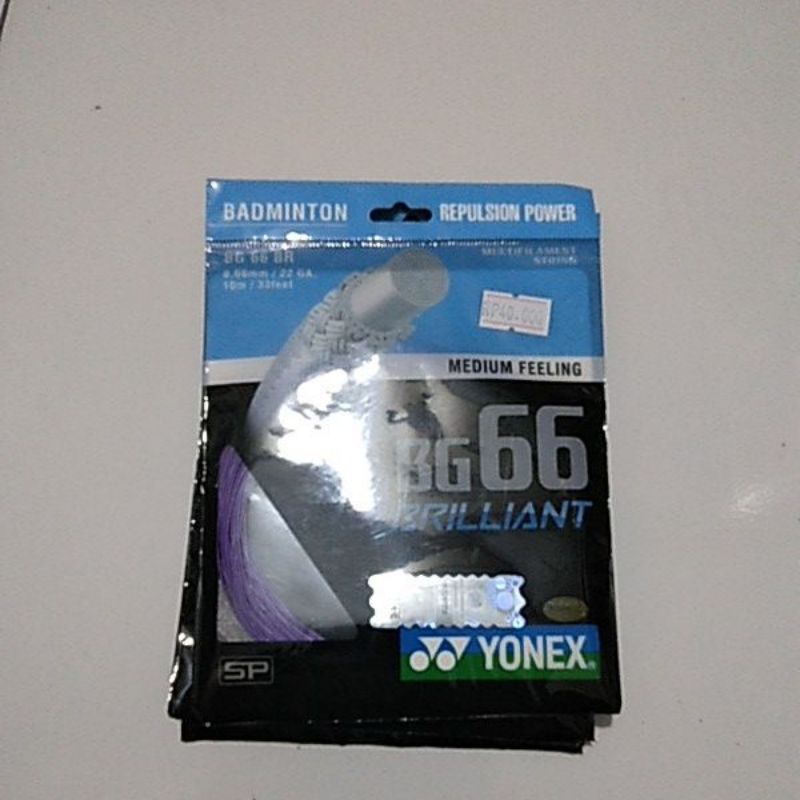 BADMINTON
REPULSION POWER
BG 66 BR
0.66mm / 22 GA.
10m / 33feet
MULTIFILAMENT
STRING
RP40.000
MEDIUM FEELING
BG66
BRILLIANT
SP
YONEX®